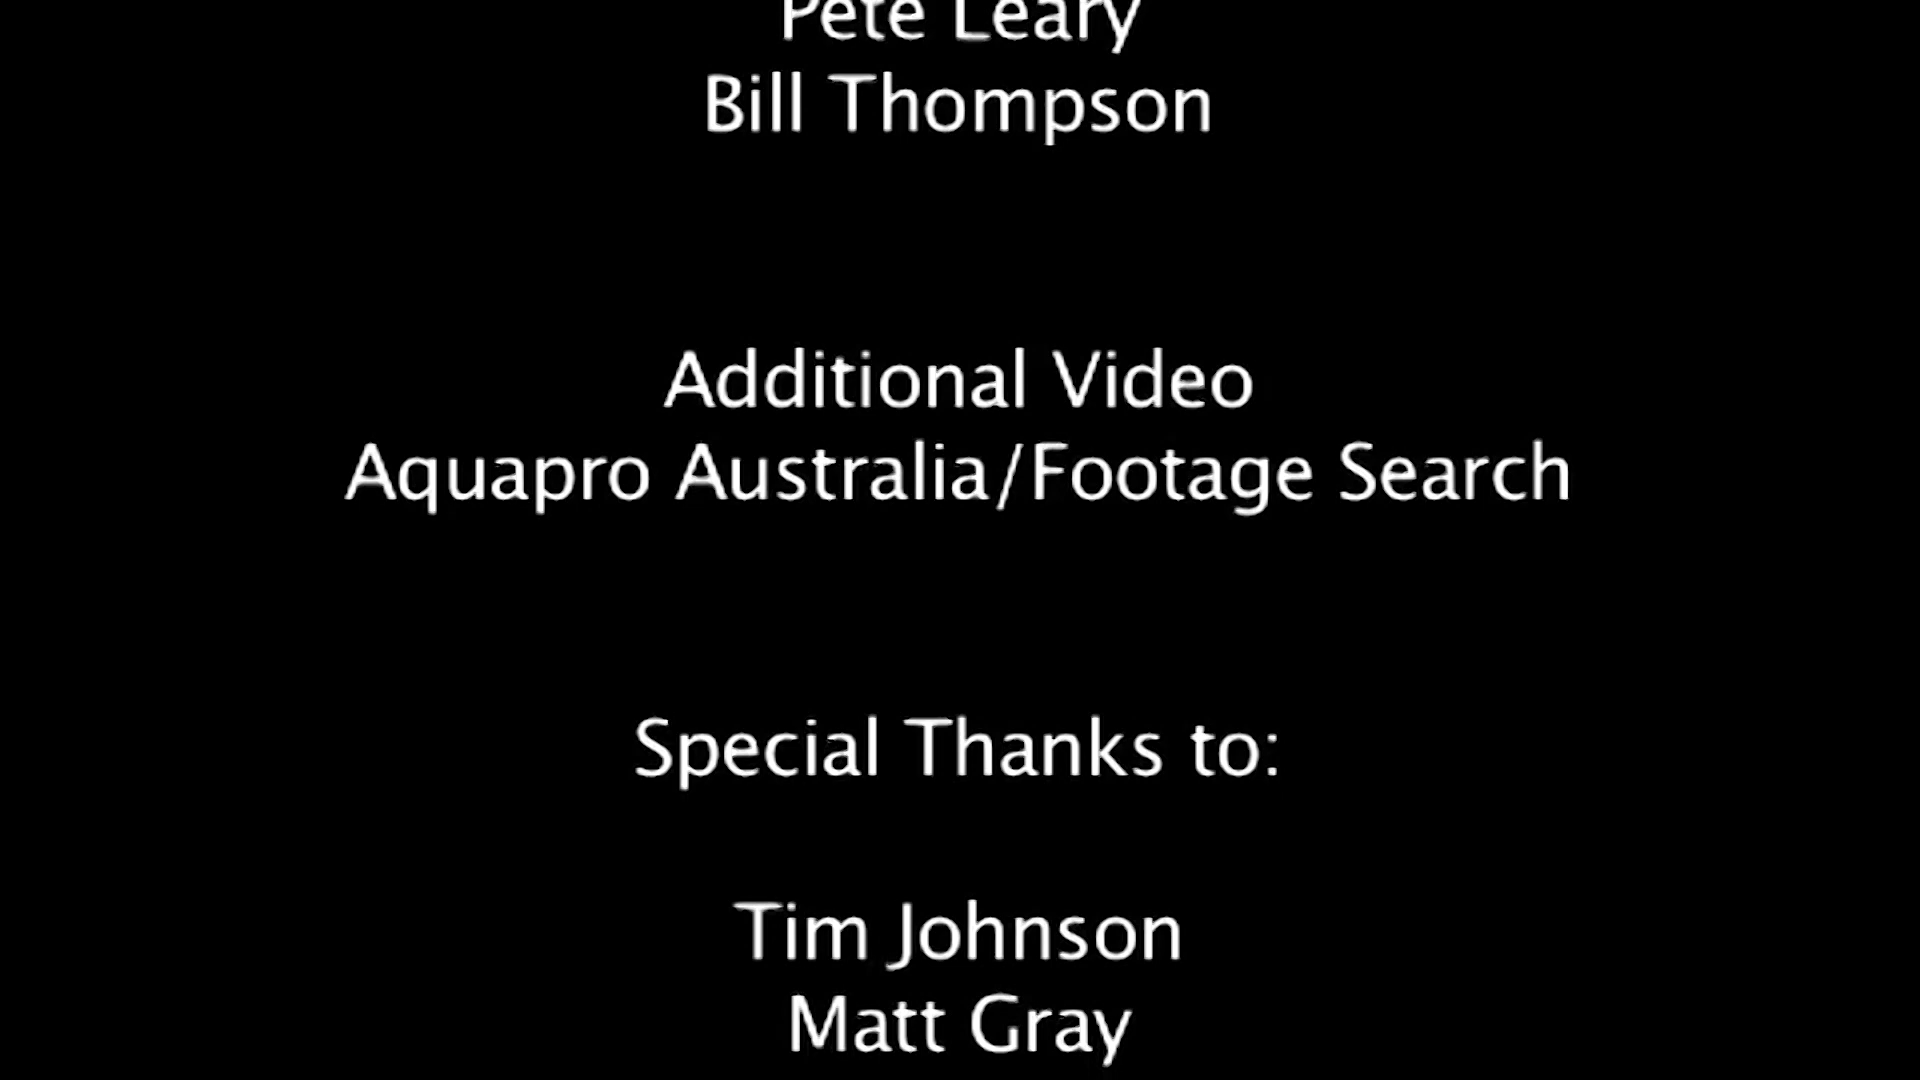 Pete Leary
Bill Thompson
Additional Video
Aquapro Australia/Footage Search
Special Thanks to:
Tim Johnson
Matt Gray